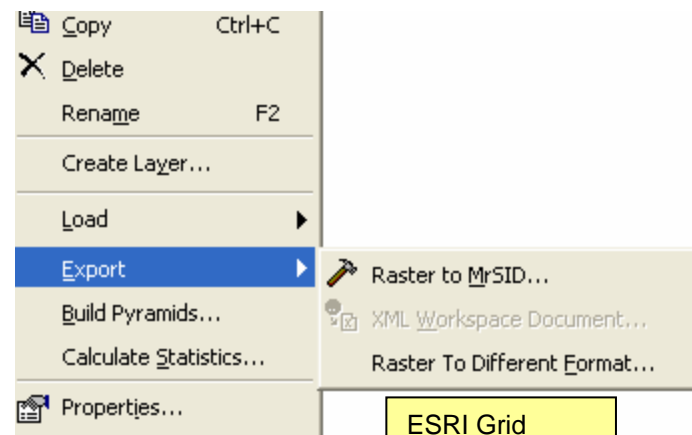 Copy Ctrl+C
Delete
Rename F2
Create Layer...
Load
Export
Build Pyramids...
Calculate Statistics...
Properties...
Raster to MrSID...
XML Workspace Document...
Raster To Different Format...
ESRI Grid